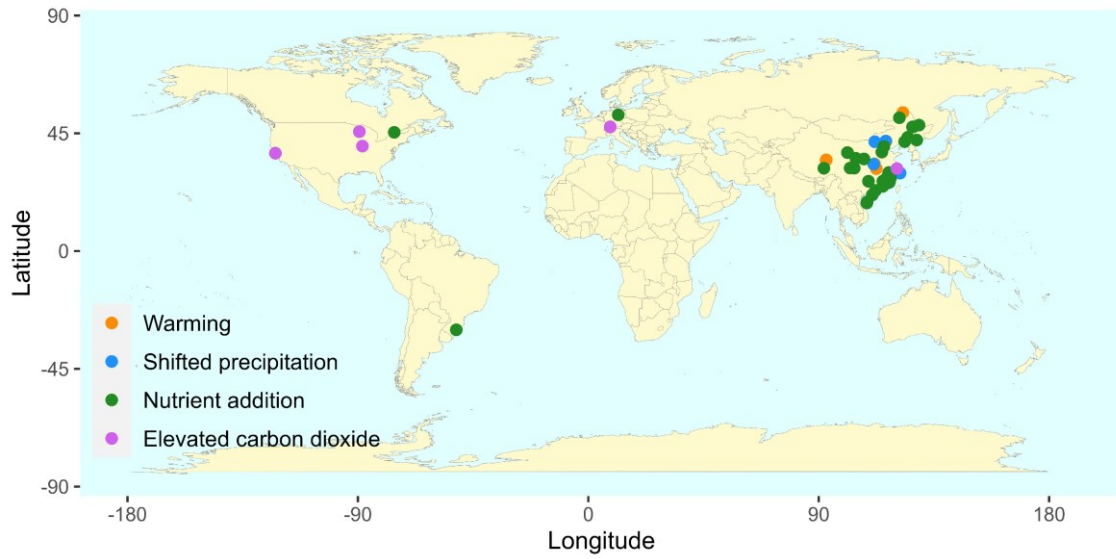 90
45
0
-45
-90
Latitude
Warming
Shifted precipitation
Nutrient addition
Elevated carbon dioxide
-180 -90 0 90 180
Longitude